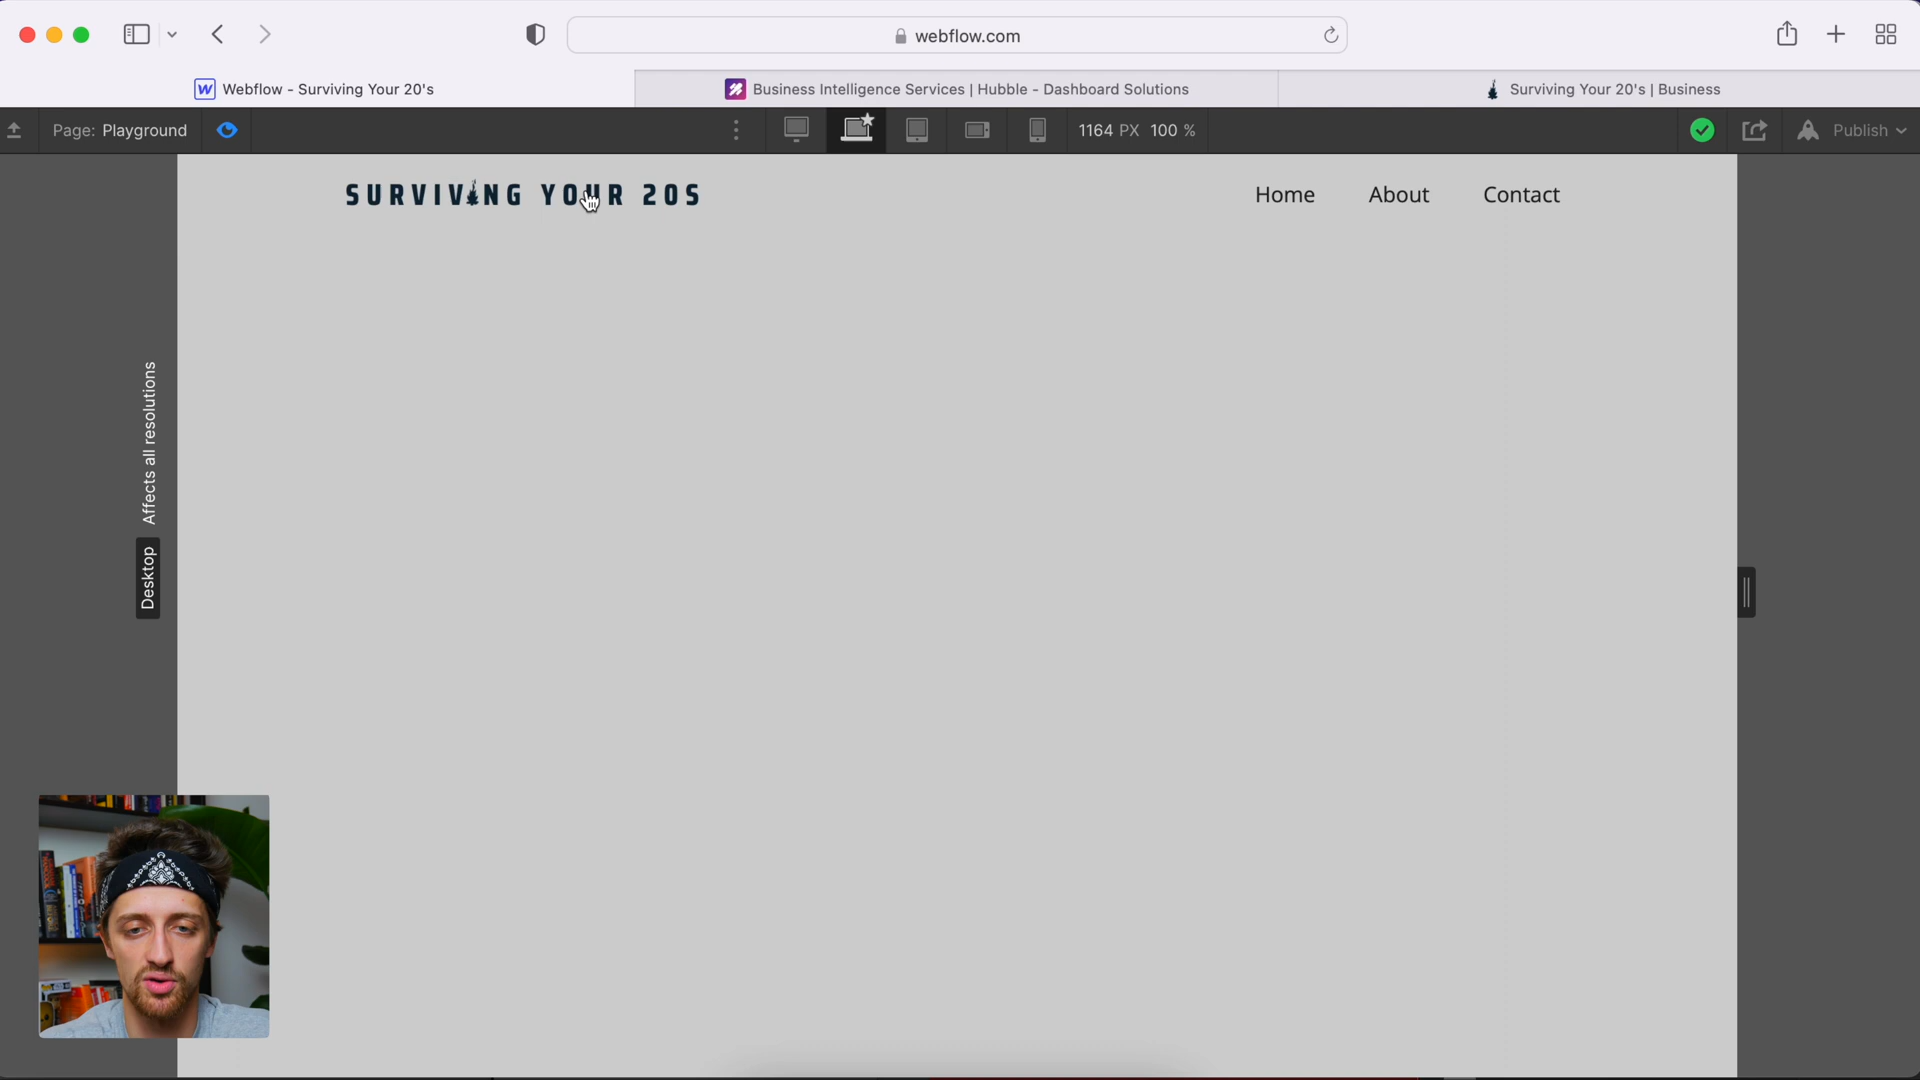 webflow.com
Webflow - Surviving Your 20's
Business Intelligence Services | Hubble - Dashboard Solutions
Surviving Your 20's | Business
Page: Playground
1164 PX 100 %
Publish
SURVIVING YOUR 20S
Home
About
Contact
Affects all resolutions
Desktop